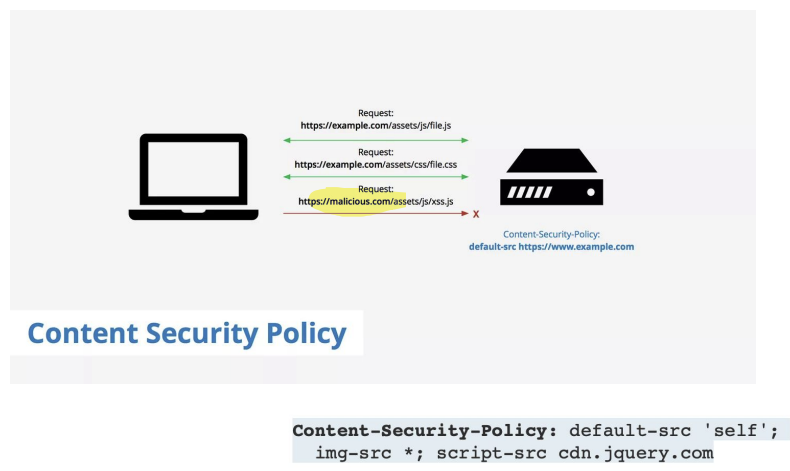 Request:
https://example.com/assets/js/file.js
Request:
https://example.com/assets/css/file.css
Request:
https://malicious.com/assets/js/xss.js
X
Content-Security-Policy:
default-src https://www.example.com
Content Security Policy
Content-Security-Policy: default-src 'self';
img-src *; script-src cdn.jquery.com